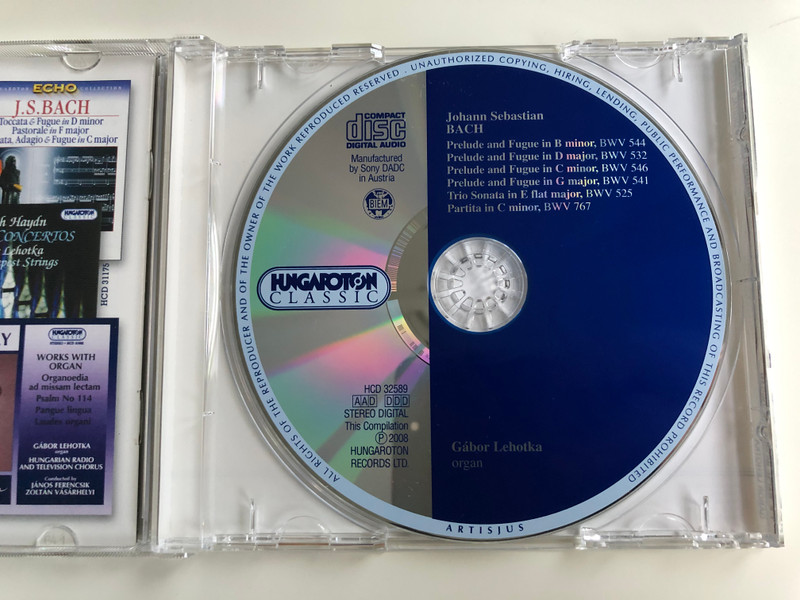 ECHO
J.S.BACH
Toccata & Fugue in D minor
Pastorale in F major
Adagio & Fugue in C major
HUNGAROTON
Haydn
CONCERTOS
Lehotka
Strings
HCD 31175
HUNGAROTON
CLASSIC
WORKS WITH
ORGAN
Organoedia
ad missam lectam
Psalm No 114
Pangue lingua
Laudes organi
GÁBOR LEHOTKA
organ
HUNGARIAN RADIO
AND TELEVISION CHORUS
Conducted by
JÁNOS FERENCSIK
ZOLTÁN VÁSÁRHELYI
ALL RIGHTS OF THE REPRODUCER AND OF THE OWNER OF THE WORK REPRODUCED RESERVED · UNAUTHORIZED COPYING, HIRING, LENDING, PUBLIC PERFORMANCE AND BROADCASTING OF THIS RECORD PROHIBITED
COMPACT
disc
DIGITAL AUDIO
Manufactured
by Sony DADC
in Austria
BIEM
HUNGAROTON
CLASSIC
HCD 32589
AAD DDD
STEREO DIGITAL
This Compilation
Ⓟ 2008
HUNGAROTON
RECORDS LTD
Johann Sebastian
BACH
Prelude and Fugue in B minor, BWV 544
Prelude and Fugue in D major, BWV 532
Prelude and Fugue in C minor, BWV 546
Prelude and Fugue in G major, BWV 541
Trio Sonata in E flat major, BWV 525
Partita in C minor, BWV 767
Gábor Lehotka
organ
ARTISJUS